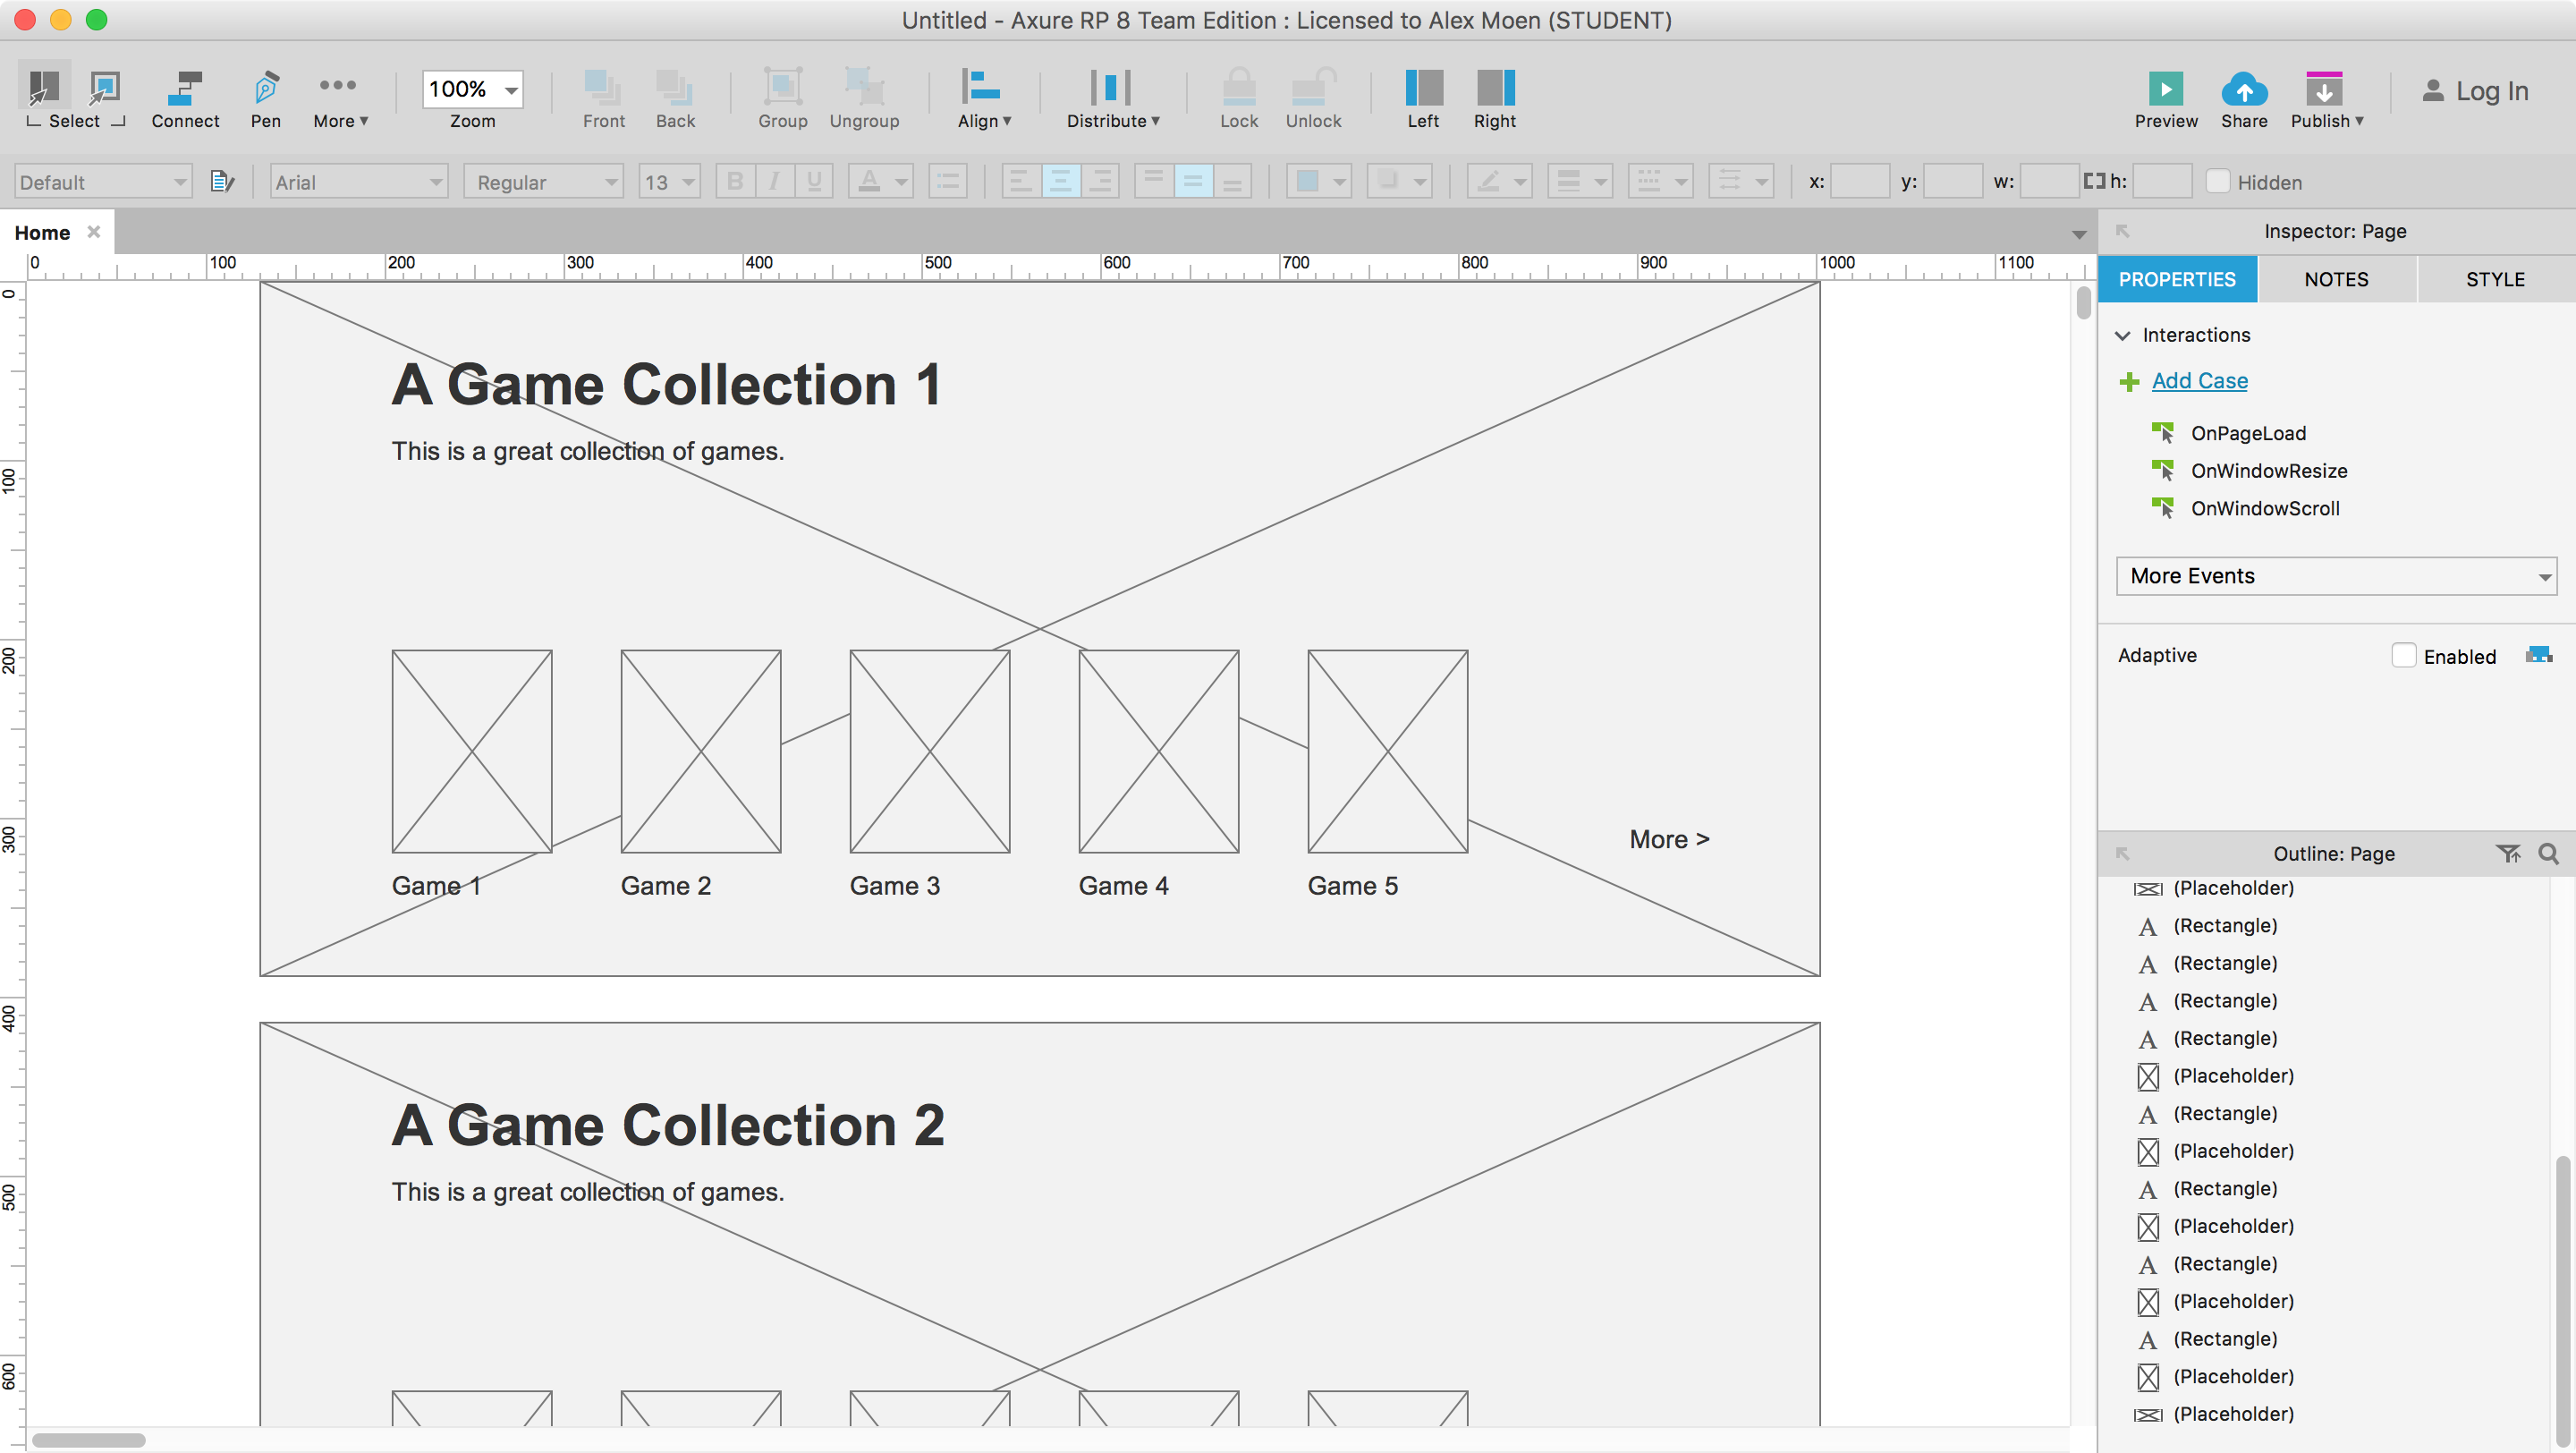 Untitled - Axure RP 8 Team Edition : Licensed to Alex Moen (STUDENT)
Select Connect Pen More ▾ 100% Zoom Front Back Group Ungroup Align ▾ Distribute ▾ Lock Unlock Left Right Preview Share Publish ▾ Log In
Default Arial Regular 13 B I U A x: y: w: h: Hidden
Home
Inspector: Page
0 100 200 300 400 500 600 700 800 900 1000 1100
PROPERTIES NOTES STYLE
Interactions
Add Case
OnPageLoad
OnWindowResize
OnWindowScroll
More Events
Adaptive Enabled
0
100
200
300
400
500
600
A Game Collection 1
This is a great collection of games.
More >
Game 1 Game 2 Game 3 Game 4 Game 5
A Game Collection 2
This is a great collection of games.
Outline: Page
(Placeholder)
A (Rectangle)
A (Rectangle)
A (Rectangle)
A (Rectangle)
(Placeholder)
A (Rectangle)
(Placeholder)
A (Rectangle)
(Placeholder)
A (Rectangle)
(Placeholder)
A (Rectangle)
(Placeholder)
(Placeholder)